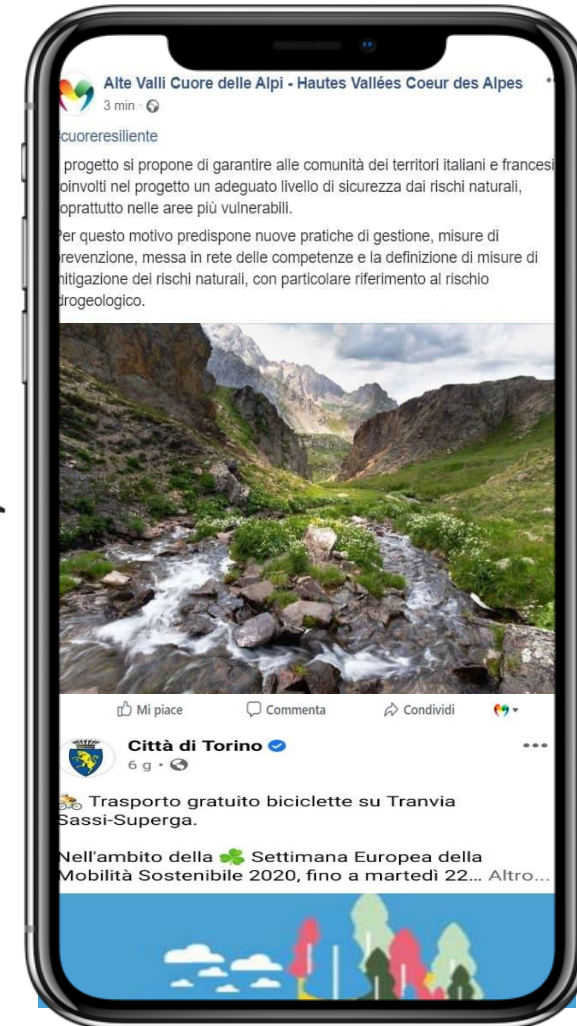 Alte Valli Cuore delle Alpi - Hautes Vallées Coeur des Alpes
3 min
cuoreresiliente
progetto si propone di garantire alle comunità dei territori italiani e francesi
coinvolti nel progetto un adeguato livello di sicurezza dai rischi naturali,
soprattutto nelle aree più vulnerabili.
Per questo motivo predispone nuove pratiche di gestione, misure di
prevenzione, messa in rete delle competenze e la definizione di misure di
mitigazione dei rischi naturali, con particolare riferimento al rischio
drogeologico.
Mi piace Commenta Condividi
Città di Torino
6 g
Trasporto gratuito biciclette su Tranvia
Sassi-Superga.
Nell'ambito della Settimana Europea della
Mobilità Sostenibile 2020, fino a martedì 22... Altro...